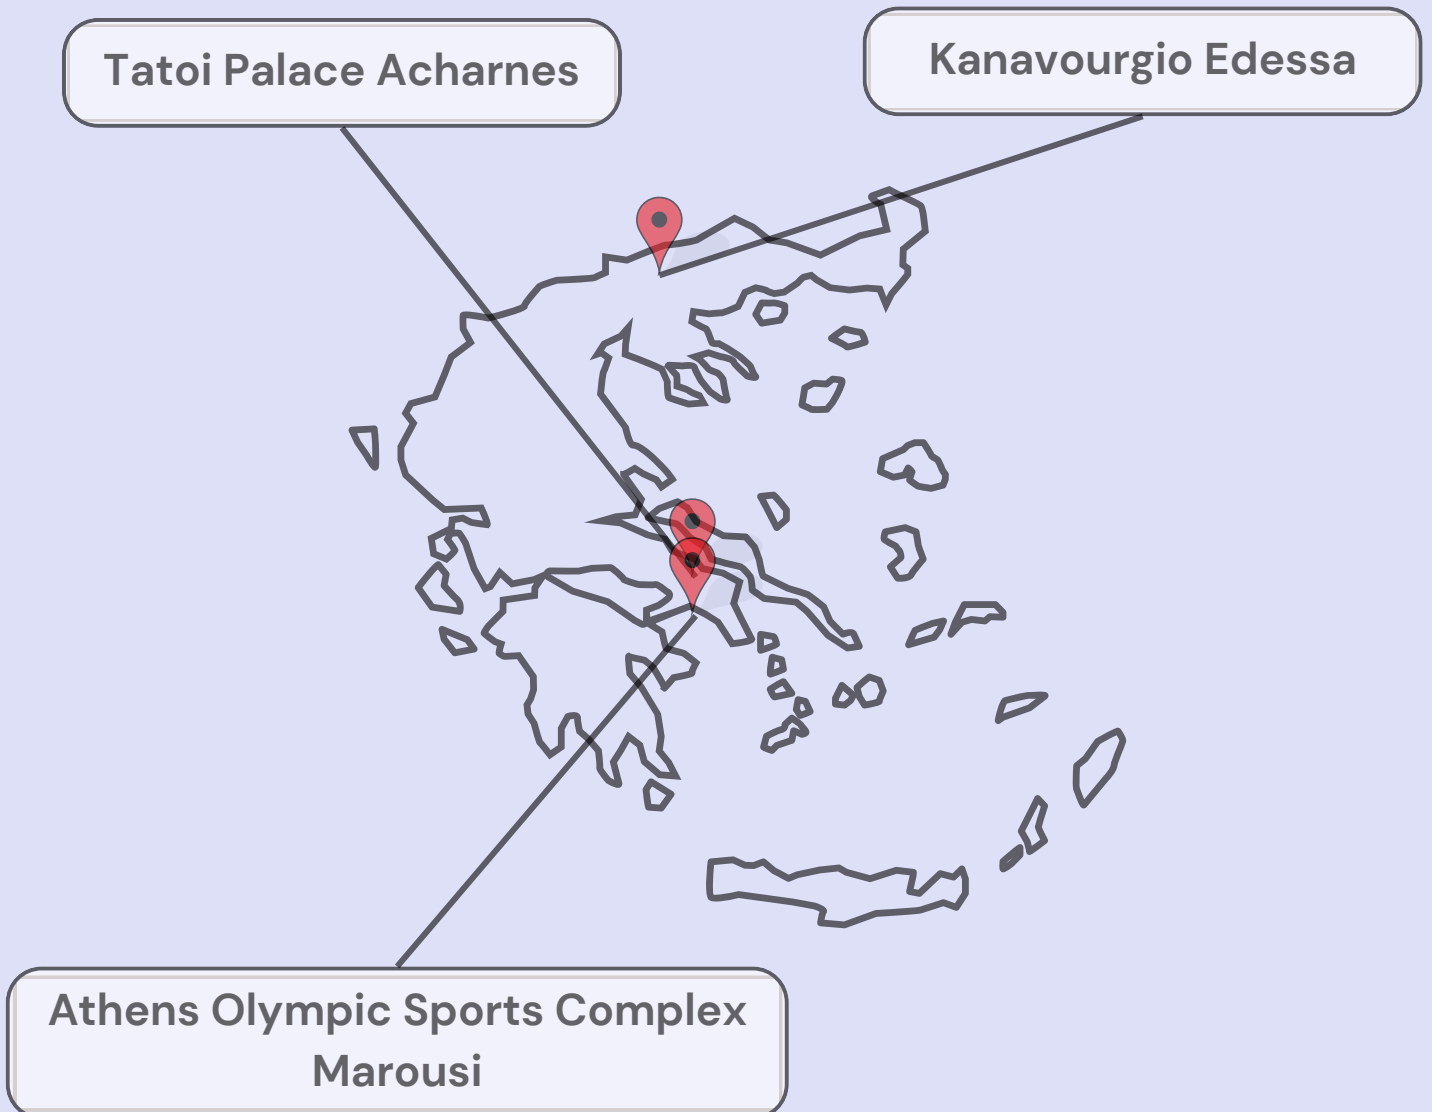 Tatoi Palace Acharnes
Kanavourgio Edessa
Athens Olympic Sports Complex
Marousi